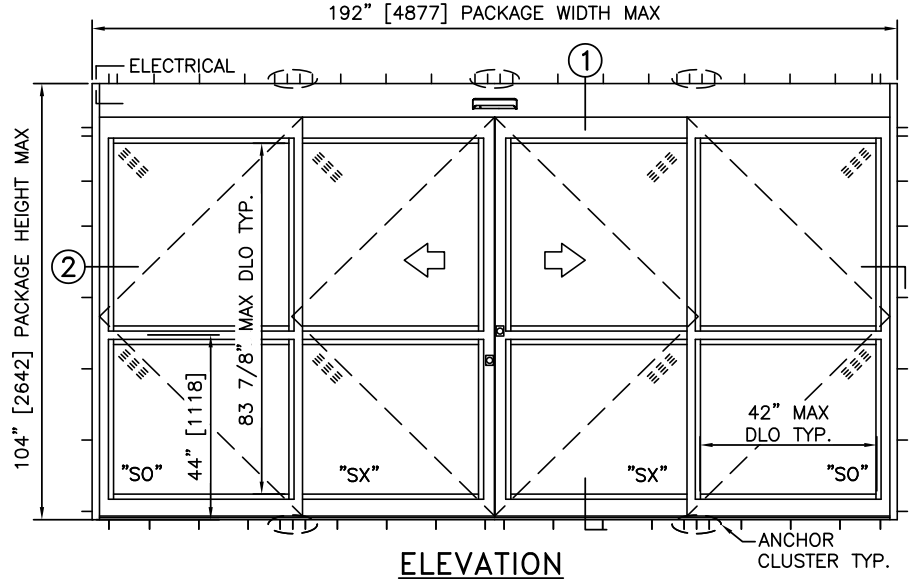 192" [4877] PACKAGE WIDTH MAX
ELECTRICAL
1
104" [2642] PACKAGE HEIGHT MAX
2
83 7/8" MAX DLO TYP.
44" [1118]
42" MAX
DLO TYP.
"SO"
"SX"
"SX"
"SO"
ANCHOR
CLUSTER TYP.
ELEVATION